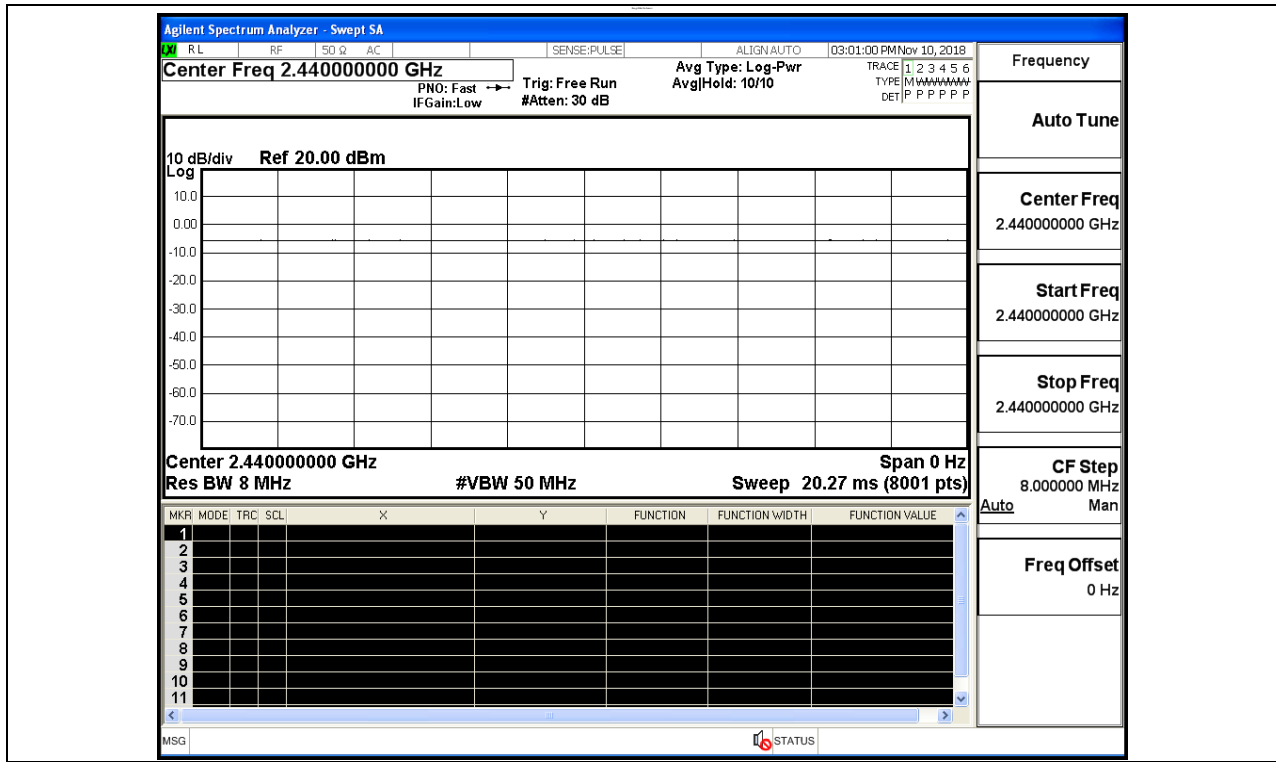 Agilent Spectrum Analyzer - Swept SA
LXI RL RF 50 Ω AC SENSE:PULSE ALIGN AUTO 03:01:00 PM Nov 10, 2018
Center Freq 2.440000000 GHz
PNO: Fast
IFGain:Low
Trig: Free Run
#Atten: 30 dB
Avg Type: Log-Pwr
Avg|Hold: 10/10
TRACE 1 2 3 4 5 6
TYPE M WWWWW
DET P P P P P P
10 dB/div Ref 20.00 dBm
Log
10.0
0.00
-10.0
-20.0
-30.0
-40.0
-50.0
-60.0
-70.0
Center 2.440000000 GHz Span 0 Hz
Res BW 8 MHz #VBW 50 MHz Sweep 20.27 ms (8001 pts)
MKR MODE TRC SCL X Y FUNCTION FUNCTION WIDTH FUNCTION VALUE
1
2
3
4
5
6
7
8
9
10
11
MSG STATUS
Frequency
Auto Tune
Center Freq
2.440000000 GHz
Start Freq
2.440000000 GHz
Stop Freq
2.440000000 GHz
CF Step
8.000000 MHz
Auto Man
Freq Offset
0 Hz